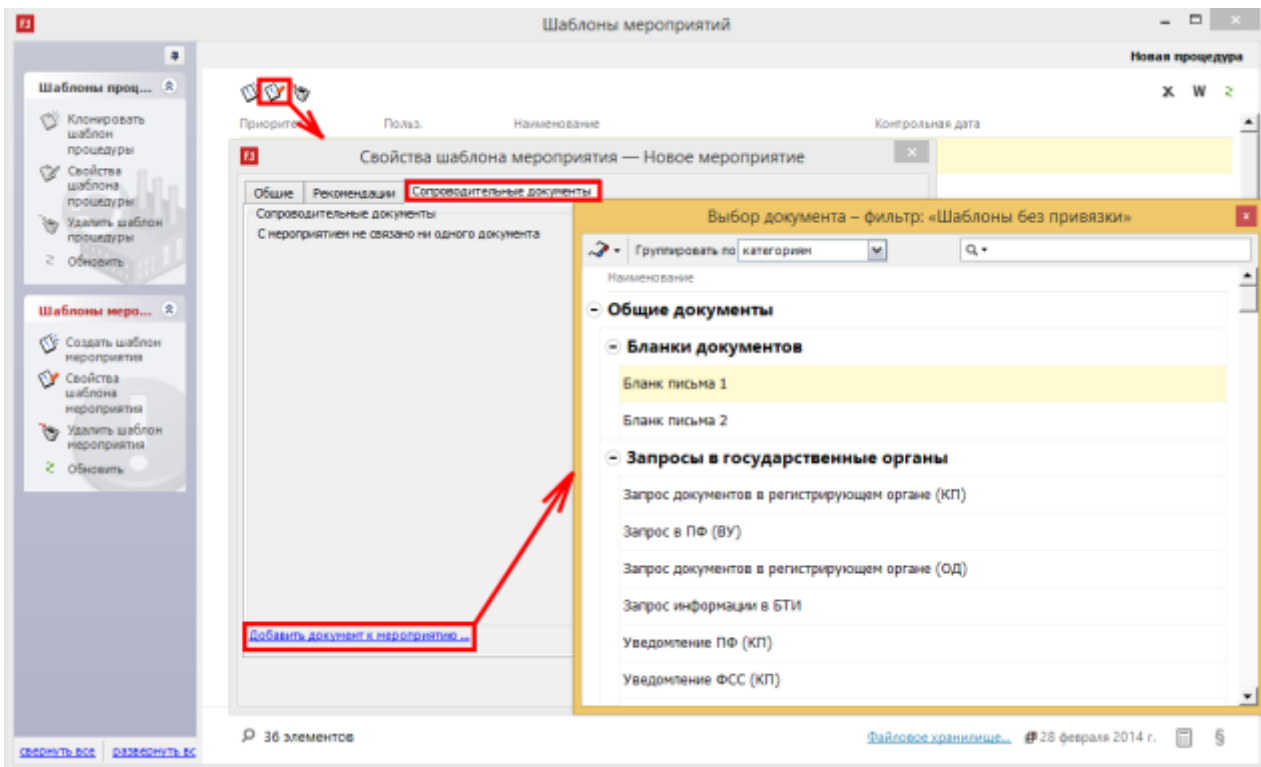 Шаблоны мероприятий
Новая процедура
Шаблоны проц...
Клонировать
шаблон
процедуры
Свойства
шаблона
процедуры
Удалить шаблон
процедуры
Обновить
Шаблоны меро...
Создать шаблон
мероприятия
Свойства
шаблона
мероприятия
Удалить шаблон
мероприятия
Обновить
свернуть все развернуть вс
X W
Приорите Польз. Наименование Контрольная дата
Свойства шаблона мероприятия — Новое мероприятие
Общие Рекомендации Сопроводительные документы
Сопроводительные документы
С мероприятием не связано ни одного документа
Добавить документ к мероприятию ...
Выбор документа – фильтр: «Шаблоны без привязки»
Группировать по категориям
Наименование
Общие документы
Бланки документов
Бланк письма 1
Бланк письма 2
Запросы в государственные органы
Запрос документов в регистрирующем органе (КП)
Запрос в ПФ (ВУ)
Запрос документов в регистрирующем органе (ОД)
Запрос информации в БТИ
Уведомление ПФ (КП)
Уведомление ФСС (КП)
36 элементов Файловое хранилище... 28 февраля 2014 г. §